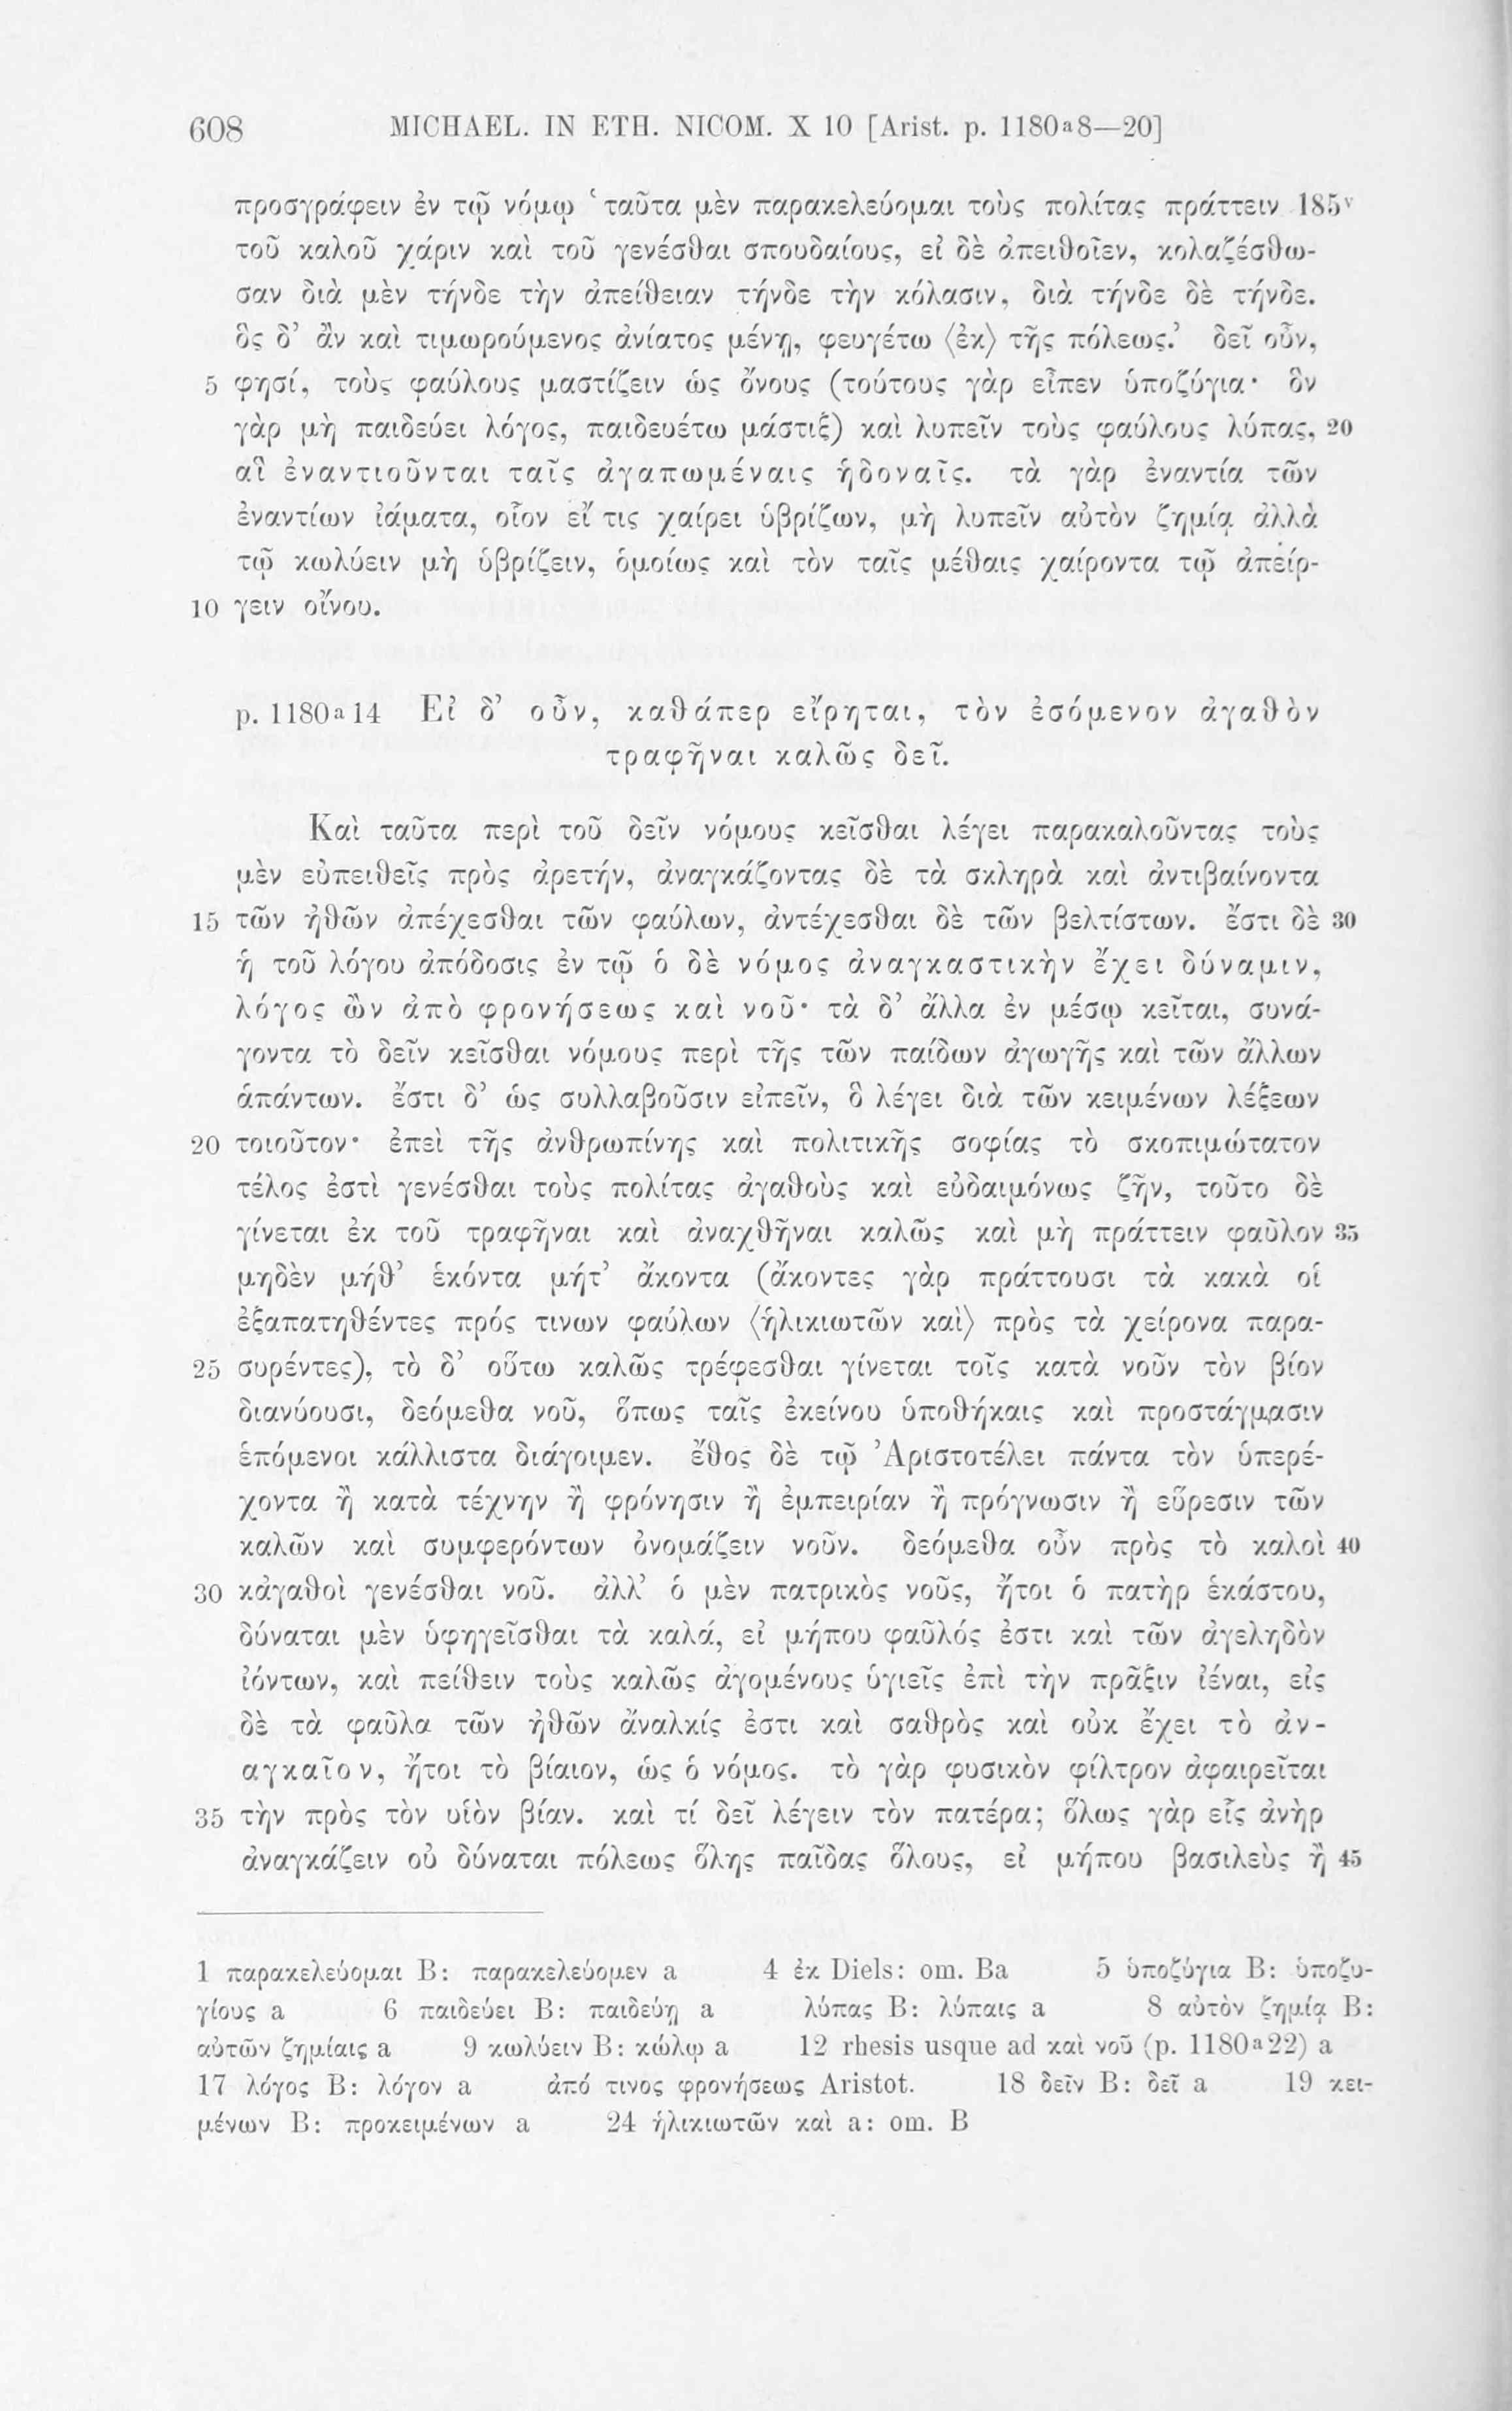 608 MICHAEL. IN ETH. NICOM. X 10 [Arist. p. 1180a8—20]
προσγράφειν ἐν τῷ νόμῳ ‘ταῦτα μὲν παρακελεύομαι τοὺς πολίτας πράττειν 185v
τοῦ καλοῦ χάριν καὶ τοῦ γενέσθαι σπουδαίους, εἰ δὲ ἀπειθοῖεν, κολαζέσθω-
σαν διὰ μὲν τήνδε τὴν ἀπείθειαν τήνδε τὴν κόλασιν, διὰ τήνδε δὲ τήνδε.
ὃς δ’ ἂν καὶ τιμωρούμενος ἀνίατος μένῃ, φευγέτω ⟨ἐκ⟩ τῆς πόλεως.’ δεῖ οὖν,
5 φησί, τοὺς φαύλους μαστίζειν ὡς ὄνους (τούτους γὰρ εἶπεν ὑποζύγια· ὃν
γὰρ μὴ παιδεύει λόγος, παιδευέτω μάστιξ) καὶ λυπεῖν τοὺς φαύλους λύπας, 20
αἳ ἐναντιοῦνται ταῖς ἀγαπωμέναις ἡδοναῖς. τὰ γὰρ ἐναντία τῶν
ἐναντίων ἰάματα, οἷον εἴ τις χαίρει ὑβρίζων, μὴ λυπεῖν αὐτὸν ζημίᾳ ἀλλὰ
τῷ κωλύειν μὴ ὑβρίζειν, ὁμοίως καὶ τὸν ταῖς μέθαις χαίροντα τῷ ἀπείρ-
10 γειν οἴνου.
p. 1180a14 Εἰ δ’ οὖν, καθάπερ εἴρηται, τὸν ἐσόμενον ἀγαθὸν
τραφῆναι καλῶς δεῖ.
Καὶ ταῦτα περὶ τοῦ δεῖν νόμους κεῖσθαι λέγει παρακαλοῦντας τοὺς
μὲν εὐπειθεῖς πρὸς ἀρετήν, ἀναγκάζοντας δὲ τὰ σκληρὰ καὶ ἀντιβαίνοντα
15 τῶν ἠθῶν ἀπέχεσθαι τῶν φαύλων, ἀντέχεσθαι δὲ τῶν βελτίστων. ἔστι δὲ 30
ἡ τοῦ λόγου ἀπόδοσις ἐν τῷ ὁ δὲ νόμος ἀναγκαστικὴν ἔχει δύναμιν,
λόγος ὢν ἀπὸ φρονήσεως καὶ νοῦ· τὰ δ’ ἄλλα ἐν μέσῳ κεῖται, συνά-
γοντα τὸ δεῖν κεῖσθαι νόμους περὶ τῆς τῶν παίδων ἀγωγῆς καὶ τῶν ἄλλων
ἁπάντων. ἔστι δ’ ὡς συλλαβοῦσιν εἰπεῖν, ὃ λέγει διὰ τῶν κειμένων λέξεων
20 τοιοῦτον· ἐπεὶ τῆς ἀνθρωπίνης καὶ πολιτικῆς σοφίας τὸ σκοπιμώτατον
τέλος ἐστὶ γενέσθαι τοὺς πολίτας ἀγαθοὺς καὶ εὐδαιμόνως ζῆν, τοῦτο δὲ
γίνεται ἐκ τοῦ τραφῆναι καὶ ἀναχθῆναι καλῶς καὶ μὴ πράττειν φαῦλον 35
μηδὲν μήθ’ ἑκόντα μήτ’ ἄκοντα (ἄκοντες γὰρ πράττουσι τὰ κακὰ οἱ
ἐξαπατηθέντες πρός τινων φαύλων ⟨ἡλικιωτῶν καὶ⟩ πρὸς τὰ χείρονα παρα-
25 συρέντες), τὸ δ’ οὕτω καλῶς τρέφεσθαι γίνεται τοῖς κατὰ νοῦν τὸν βίον
διανύουσι, δεόμεθα νοῦ, ὅπως ταῖς ἐκείνου ὑποθήκαις καὶ προστάγμασιν
ἑπόμενοι κάλλιστα διάγοιμεν. ἔθος δὲ τῷ Ἀριστοτέλει πάντα τὸν ὑπερέ-
χοντα ἢ κατὰ τέχνην ἢ φρόνησιν ἢ ἐμπειρίαν ἢ πρόγνωσιν ἢ εὕρεσιν τῶν
καλῶν καὶ συμφερόντων ὀνομάζειν νοῦν. δεόμεθα οὖν πρὸς τὸ καλοὶ 40
30 κἀγαθοὶ γενέσθαι νοῦ. ἀλλ’ ὁ μὲν πατρικὸς νοῦς, ἤτοι ὁ πατὴρ ἑκάστου,
δύναται μὲν ὑφηγεῖσθαι τὰ καλά, εἰ μήπου φαῦλός ἐστι καὶ τῶν ἀγεληδὸν
ἰόντων, καὶ πείθειν τοὺς καλῶς ἀγομένους ὑγιεῖς ἐπὶ τὴν πρᾶξιν ἰέναι, εἰς
δὲ τὰ φαῦλα τῶν ἠθῶν ἄναλκίς ἐστι καὶ σαθρὸς καὶ οὐκ ἔχει τὸ ἀν-
αγκαῖον, ἤτοι τὸ βίαιον, ὡς ὁ νόμος. τὸ γὰρ φυσικὸν φίλτρον ἀφαιρεῖται
35 τὴν πρὸς τὸν υἱὸν βίαν. καὶ τί δεῖ λέγειν τὸν πατέρα; ὅλως γὰρ εἷς ἀνὴρ
ἀναγκάζειν οὐ δύναται πόλεως ὅλης παῖδας ὅλους, εἰ μήπου βασιλεὺς ἢ 45
1 παρακελεύομαι B: παρακελεύομεν a 4 ἐκ Diels: om. Ba 5 ὑποζύγια B: ὑποζυ-
γίους a 6 παιδεύει B: παιδεύῃ a λύπας B: λύπαις a 8 αὐτὸν ζημίᾳ B:
αὐτῶν ζημίαις a 9 κωλύειν B: κώλῳ a 12 rhesis usque ad καὶ νοῦ (p. 1180a22) a
17 λόγος B: λόγον a ἀπό τινος φρονήσεως Aristot. 18 δεῖν B: δεῖ a 19 κει-
μένων B: προκειμένων a 24 ἡλικιωτῶν καὶ a: om. B